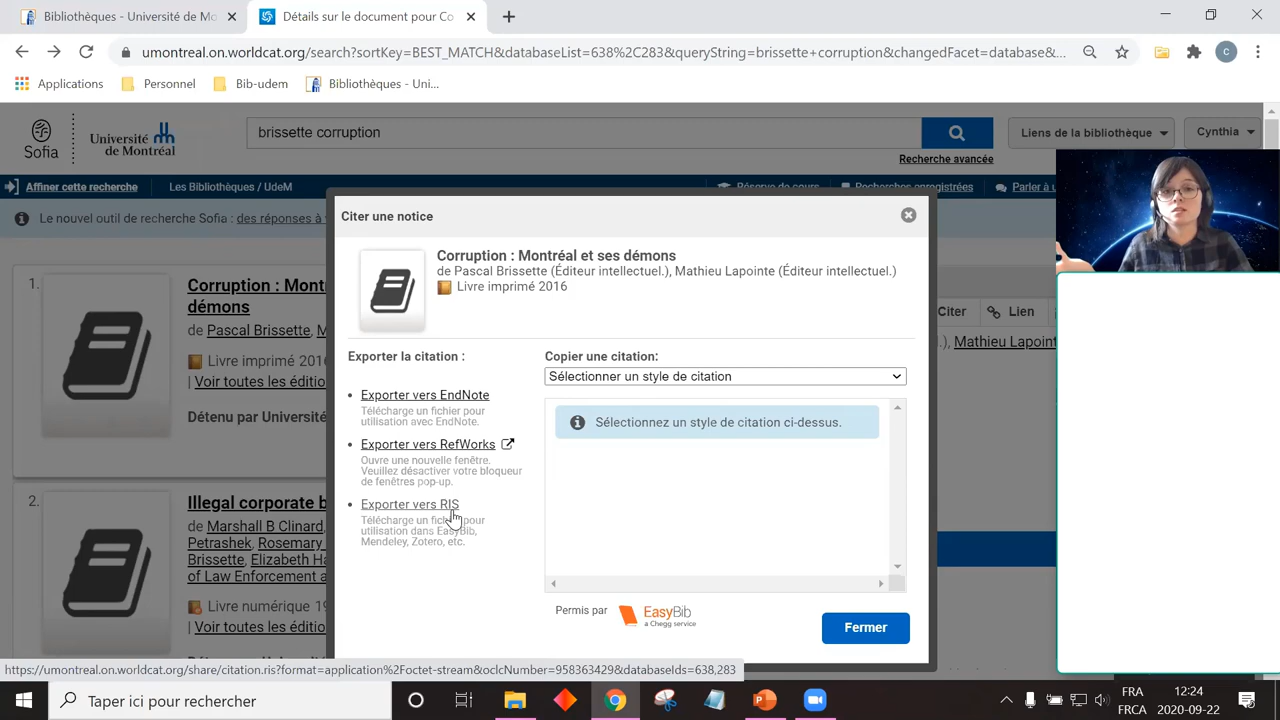 Bibliothèques - Université de Mo
Détails sur le document pour Co
umontreal.on.worldcat.org/search?sortKey=BEST_MATCH&databaseList=638%2C283&queryString=brissette+corruption&changedFacet=database&...
C
Applications
Personnel
Bib-udem
Bibliothèques - Uni...
Sofia
Université de Montréal
brissette corruption
Liens de la bibliothèque
Cynthia
Recherche avancée
Affiner cette recherche
Les Bibliothèques / UdeM
Réserve de cours
Recherches enregistrées
Parler à u
Le nouvel outil de recherche Sofia : des réponses à
Citer une notice
Corruption : Montréal et ses démons
de Pascal Brissette (Éditeur intellectuel.), Mathieu Lapointe (Éditeur intellectuel.)
Livre imprimé 2016
Exporter la citation :
Exporter vers EndNote
Télécharge un fichier pour
utilisation avec EndNote.
Exporter vers RefWorks
Ouvre une nouvelle fenêtre.
Veuillez désactiver votre bloqueur
de fenêtres pop-up.
Exporter vers RIS
Télécharge un fichier pour
utilisation dans EasyBib,
Mendeley, Zotero, etc.
Copier une citation:
Sélectionner un style de citation
Sélectionnez un style de citation ci-dessus.
Permis par
EasyBib
a Chegg service
Fermer
1.
Corruption : Mont
démons
de Pascal Brissette, M
Livre imprimé 2016
Voir toutes les éditio
Détenu par Université
2.
Illegal corporate b
de Marshall B Clinard
Petrashek, Rosemary
Brissette, Elizabeth Ha
of Law Enforcement a
Livre numérique 19
Voir toutes les éditio
Citer
Lien
.), Mathieu Lapoint
https://umontreal.on.worldcat.org/share/citation.ris?format=application%2Foctet-stream&oclcNumber=958363429&databaseIds=638,283
Taper ici pour rechercher
FRA
FRCA
12:24
2020-09-22